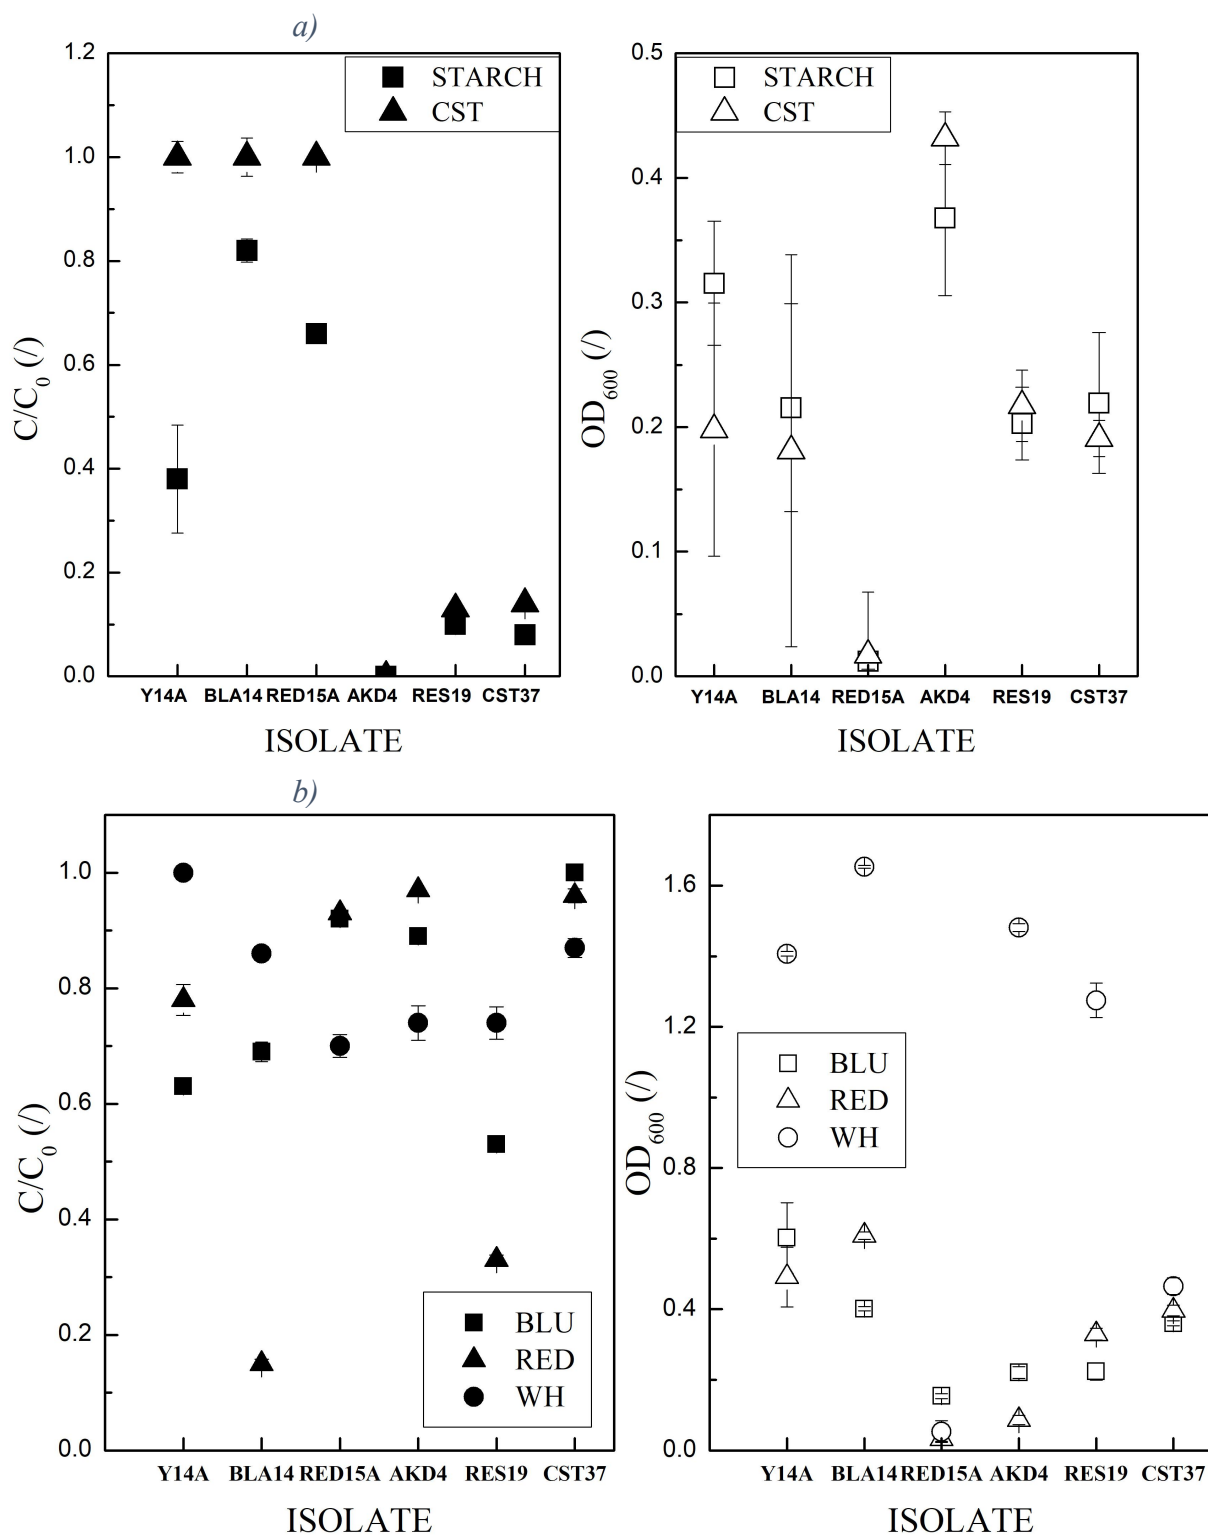 a)
1.2
1.0
0.8
0.6
0.4
0.2
0.0
C/C0 (/)
STARCH
CST
Y14A BLA14 RED15A AKD4 RES19 CST37
ISOLATE
0.5
0.4
0.3
0.2
0.1
0.0
OD600 (/)
STARCH
CST
Y14A BLA14 RED15A AKD4 RES19 CST37
ISOLATE
b)
1.0
0.8
0.6
0.4
0.2
0.0
C/C0 (/)
BLU
RED
WH
Y14A BLA14 RED15A AKD4 RES19 CST37
ISOLATE
1.6
1.2
0.8
0.4
0.0
OD600 (/)
BLU
RED
WH
Y14A BLA14 RED15A AKD4 RES19 CST37
ISOLATE